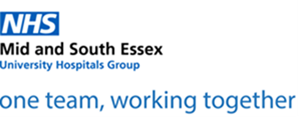 NHS
Mid and South Essex
University Hospitals Group
one team, working together